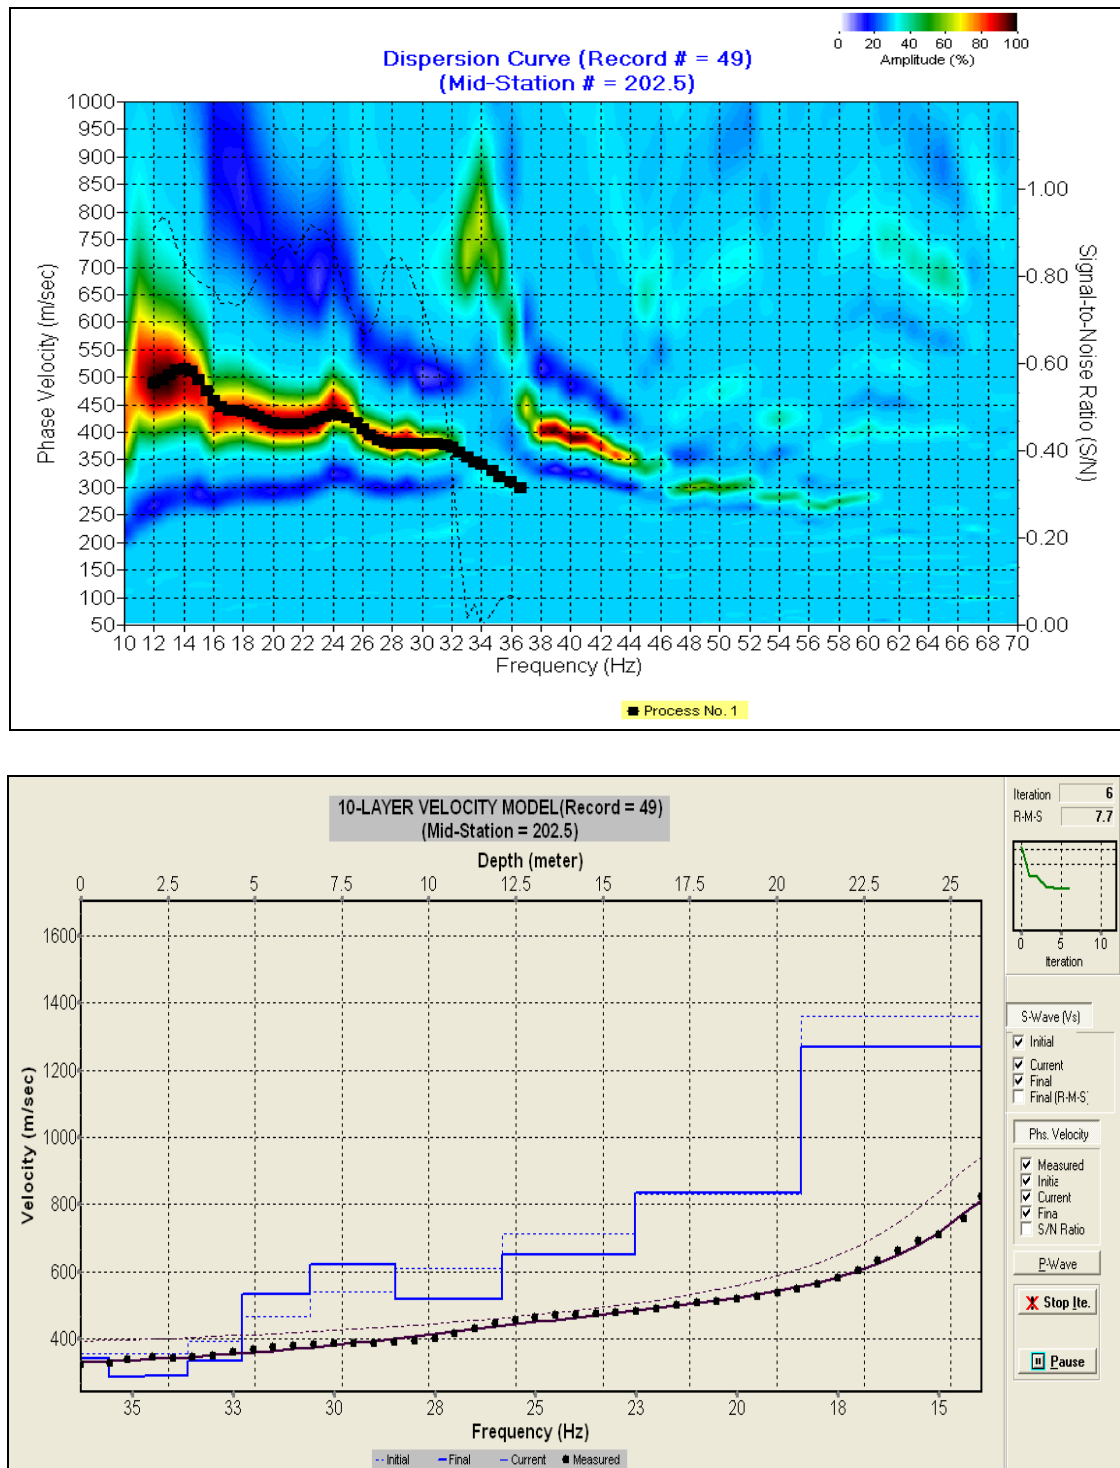 Dispersion Curve (Record # = 49)
(Mid-Station # = 202.5)
0 20 40 60 80 100
Amplitude (%)
Phase Velocity (m/sec)
1000
950
900
850
800
750
700
650
600
550
500
450
400
350
300
250
200
150
100
50
1.00
0.80
0.60
0.40
0.20
0.00
Signal-to-Noise Ratio (S/N)
10 12 14 16 18 20 22 24 26 28 30 32 34 36 38 40 42 44 46 48 50 52 54 56 58 60 62 64 66 68 70
Frequency (Hz)
Process No. 1
10-LAYER VELOCITY MODEL(Record = 49)
(Mid-Station = 202.5)
Depth (meter)
0 2.5 5 7.5 10 12.5 15 17.5 20 22.5 25
Velocity (m/sec)
1600
1400
1200
1000
800
600
400
35 33 30 28 25 23 20 18 15
Frequency (Hz)
Initial Final Current Measured
Iteration 6
R-M-S 7.7
0 5 10
Iteration
S-Wave (Vs)
Initial
Current
Final
Final (R-M-S)
Phs. Velocity
Measured
Initia
Current
Fina
S/N Ratio
P-Wave
Stop Ite.
Pause